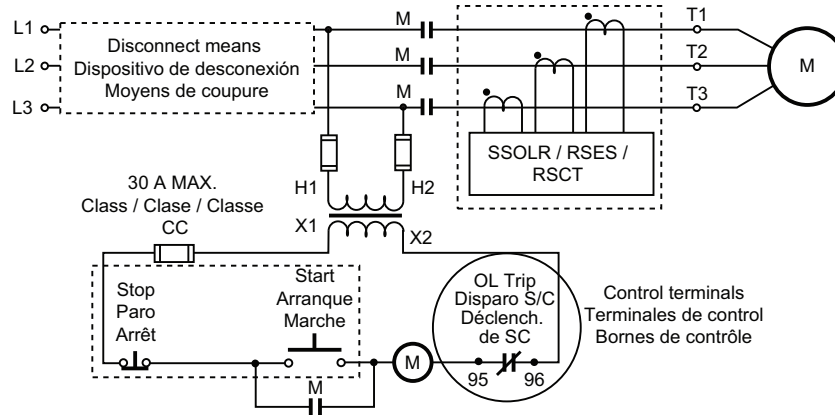 L1
M
T1
Disconnect means
L2
Dispositivo de desconexión
M
T2
M
Moyens de coupure
L3
M
T3
SSOLR / RSES /
RSCT
30 A MAX.
Class / Clase / Classe
CC
H1
H2
X1
X2
Stop
Paro
Arrêt
Start
Arranque
Marche
OL Trip
Disparo S/C
Déclench.
de SC
Control terminals
Terminales de control
Bornes de contrôle
M
95
96
M